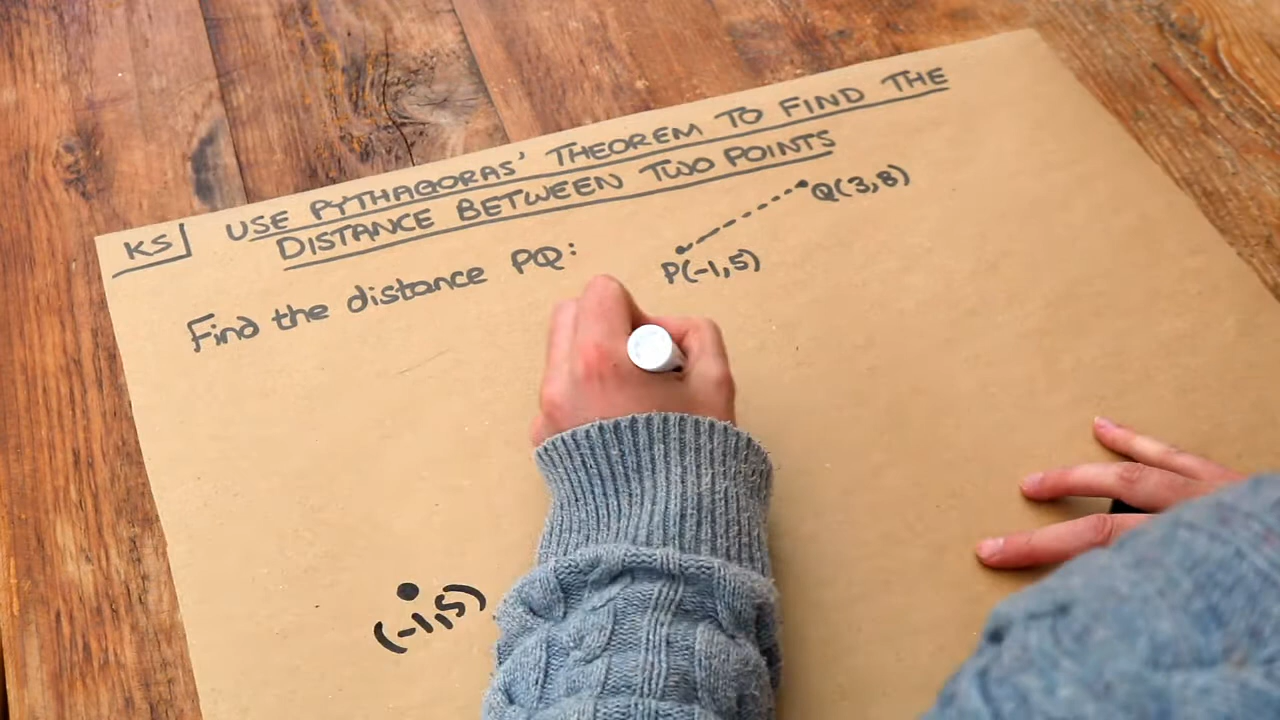 KS USE PYTHAGORAS' THEOREM TO FIND THE
DISTANCE BETWEEN TWO POINTS
Find the distance PQ:
Q(3,8)
P(-1,5)
(-1,5)